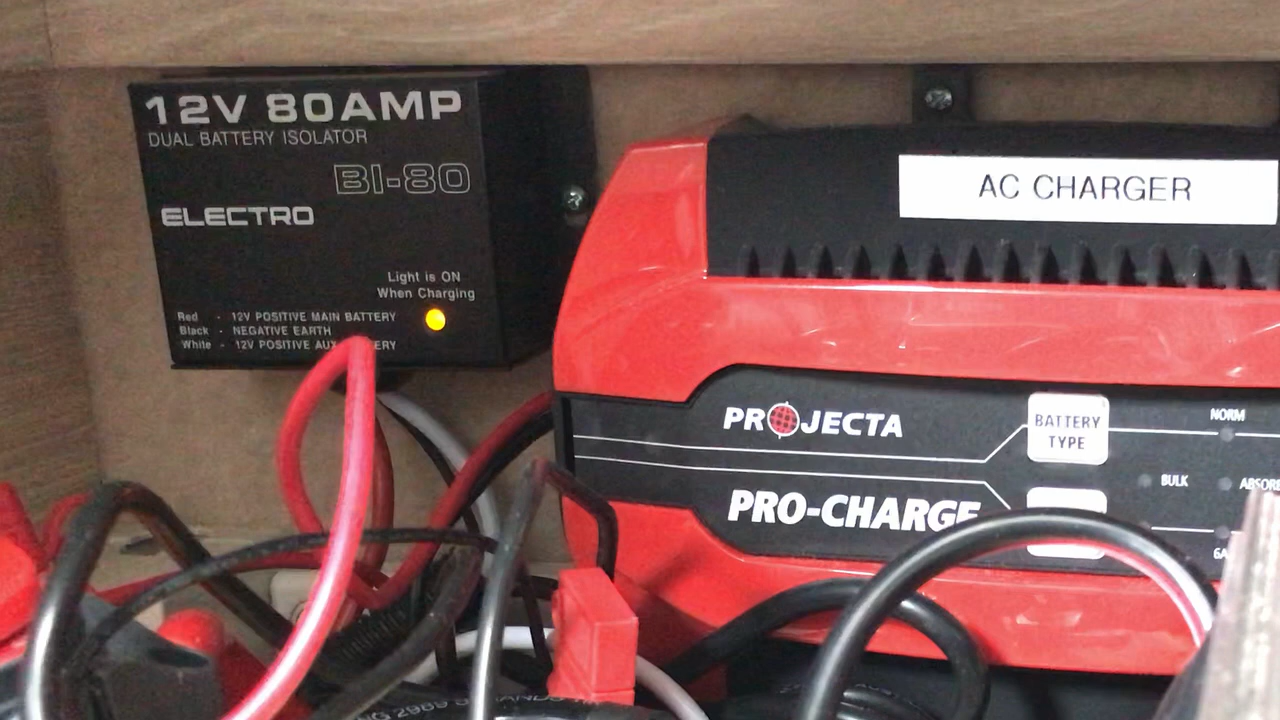 12V 80AMP
DUAL BATTERY ISOLATOR
BI-80
ELECTRO
Light is ON
When Charging
Red - 12V POSITIVE MAIN BATTERY
Black - NEGATIVE EARTH
White - 12V POSITIVE
AC CHARGER
PROJECTA
BATTERY
TYPE
NORM
BULK
PRO-CHARGE